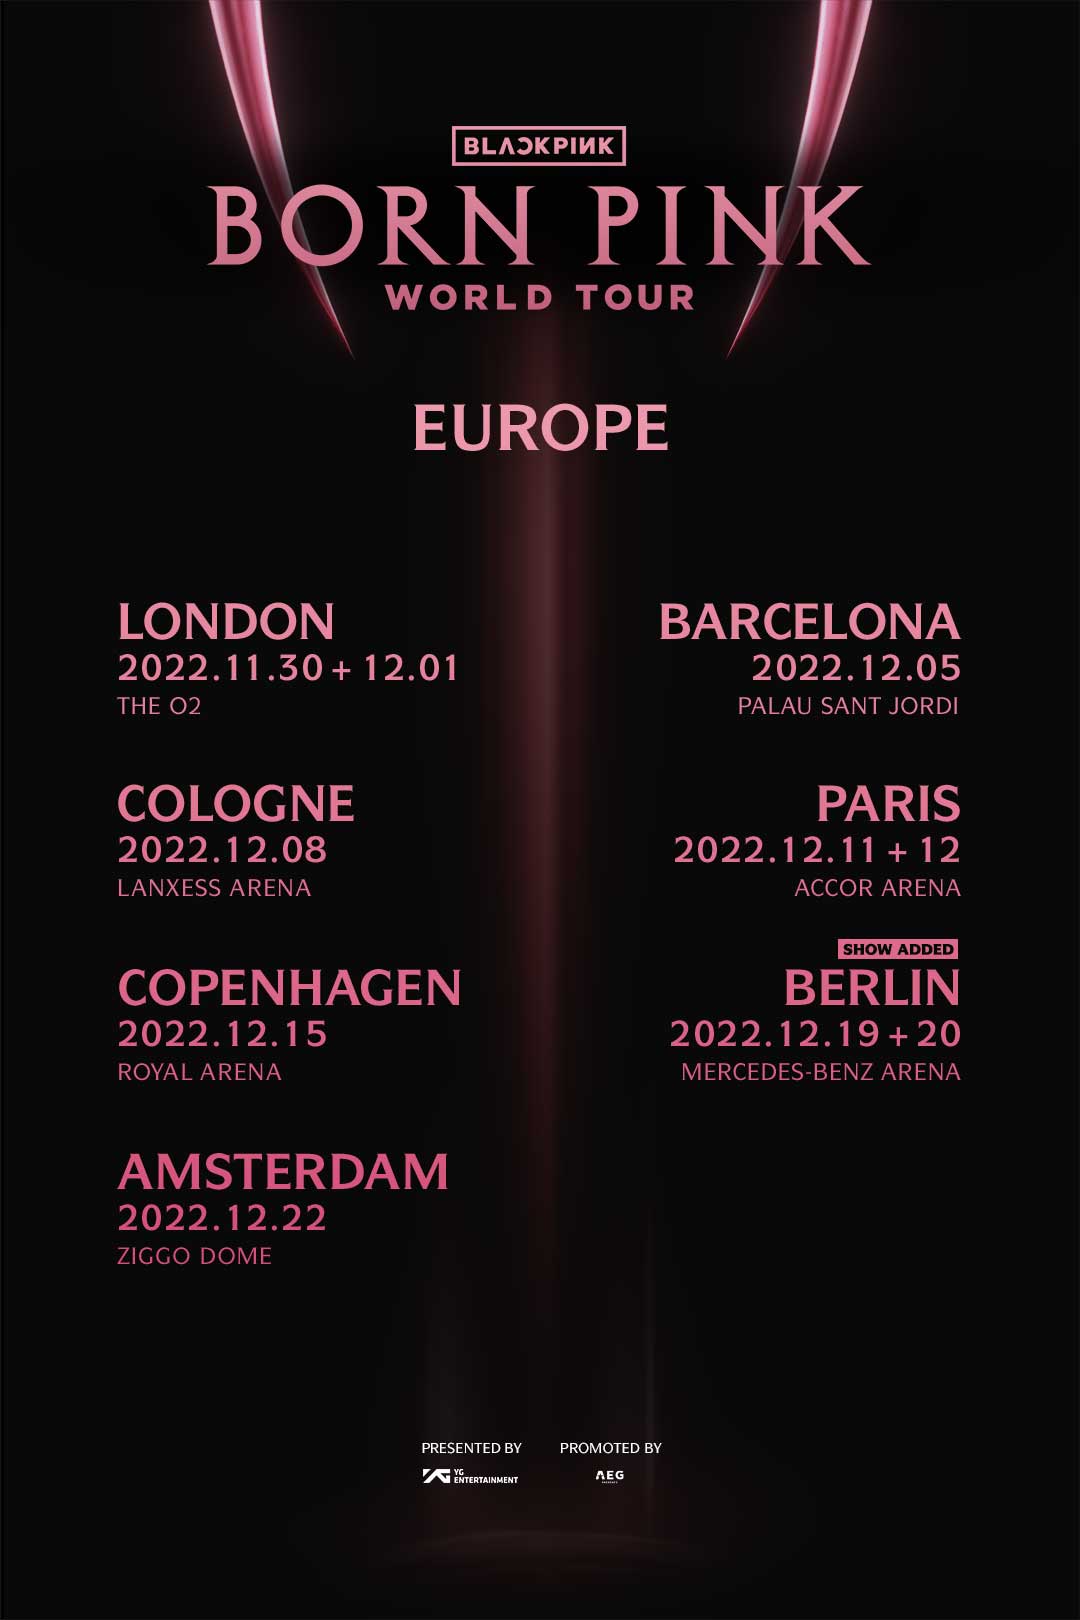 BLACKPINK
BORN PINK
WORLD TOUR
EUROPE
LONDON
2022.11.30 + 12.01
THE O2
BARCELONA
2022.12.05
PALAU SANT JORDI
COLOGNE
2022.12.08
LANXESS ARENA
PARIS
2022.12.11 + 12
ACCOR ARENA
COPENHAGEN
2022.12.15
ROYAL ARENA
SHOW ADDED
BERLIN
2022.12.19 + 20
MERCEDES-BENZ ARENA
AMSTERDAM
2022.12.22
ZIGGO DOME
PRESENTED BY
YG
ENTERTAINMENT
PROMOTED BY
AEG